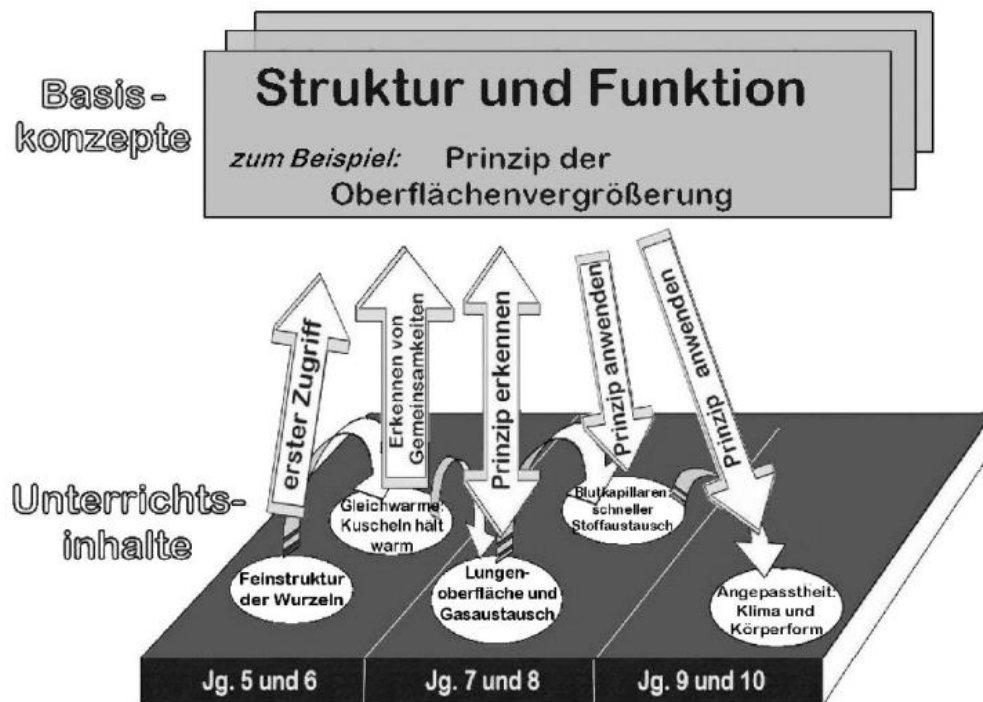 Basis-
konzepte
Struktur und Funktion
zum Beispiel: Prinzip der
Oberflächenvergrößerung
erster Zugriff
Erkennen von
Gemeinsamkeiten
Prinzip erkennen
Prinzip anwenden
Prinzip anwenden
Unterrichts-
inhalte
Feinstruktur
der Wurzeln
Gleichwarme:
Kuscheln hält
warm
Lungen-
oberfläche und
Gasaustausch
Blutkapillaren:
schneller
Stoffaustausch
Angepasstheit:
Klima und
Körperform
Jg. 5 und 6
Jg. 7 und 8
Jg. 9 und 10